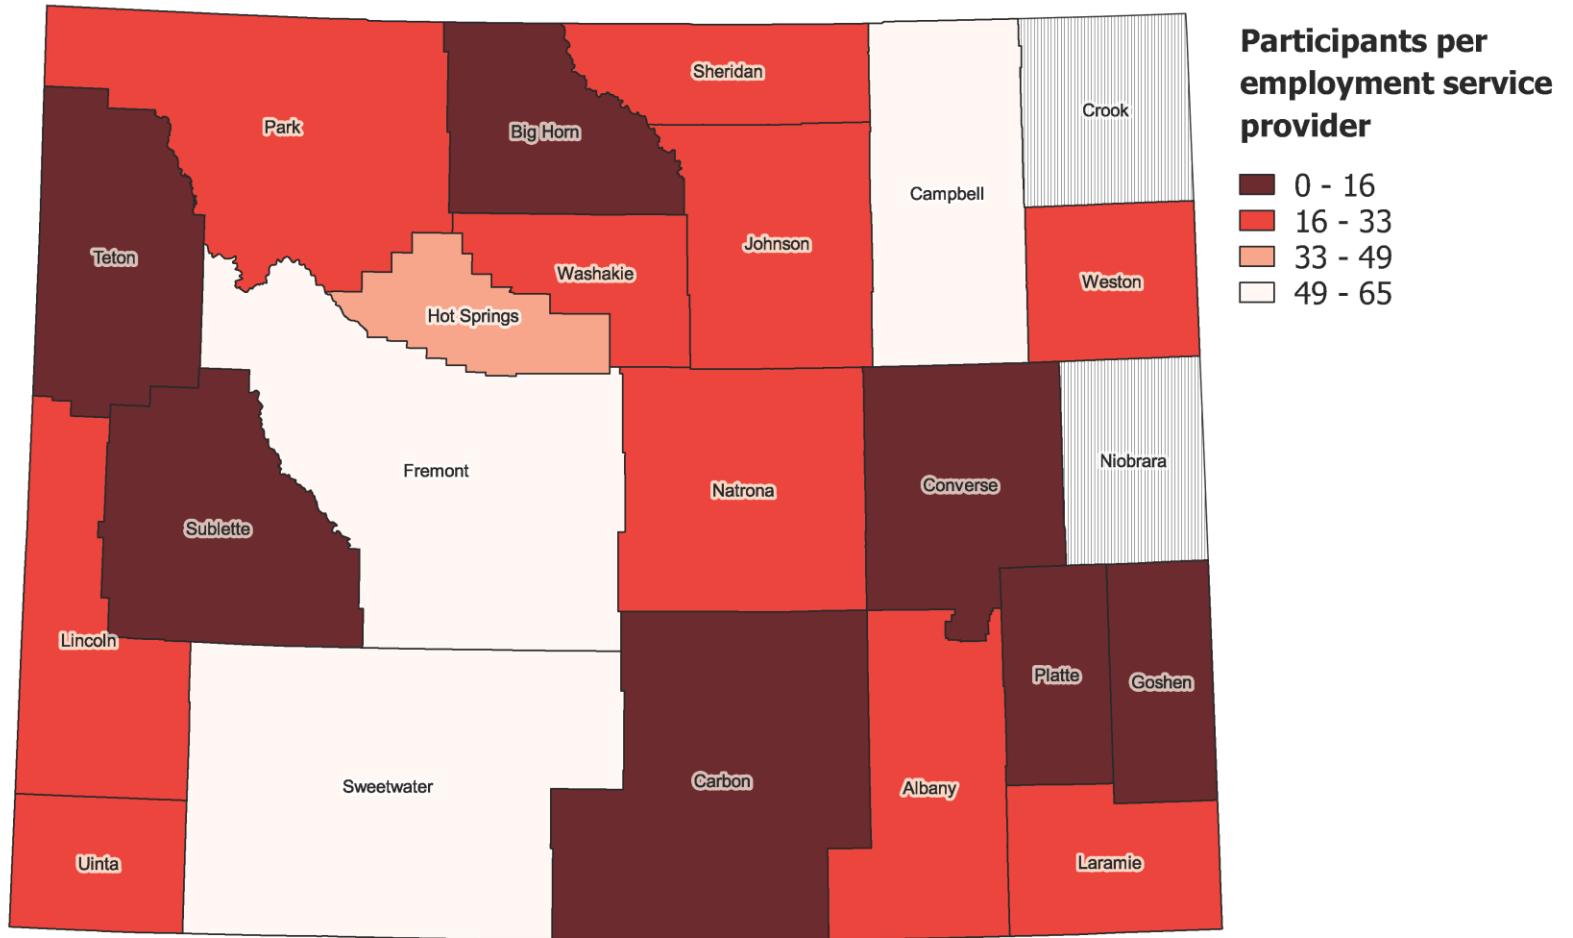 Participants per
employment service
provider
0 - 16
16 - 33
33 - 49
49 - 65
Sheridan
Crook
Park
Big Horn
Campbell
Johnson
Teton
Washakie
Weston
Hot Springs
Niobrara
Fremont
Converse
Natrona
Sublette
Lincoln
Platte
Goshen
Carbon
Sweetwater
Albany
Uinta
Laramie